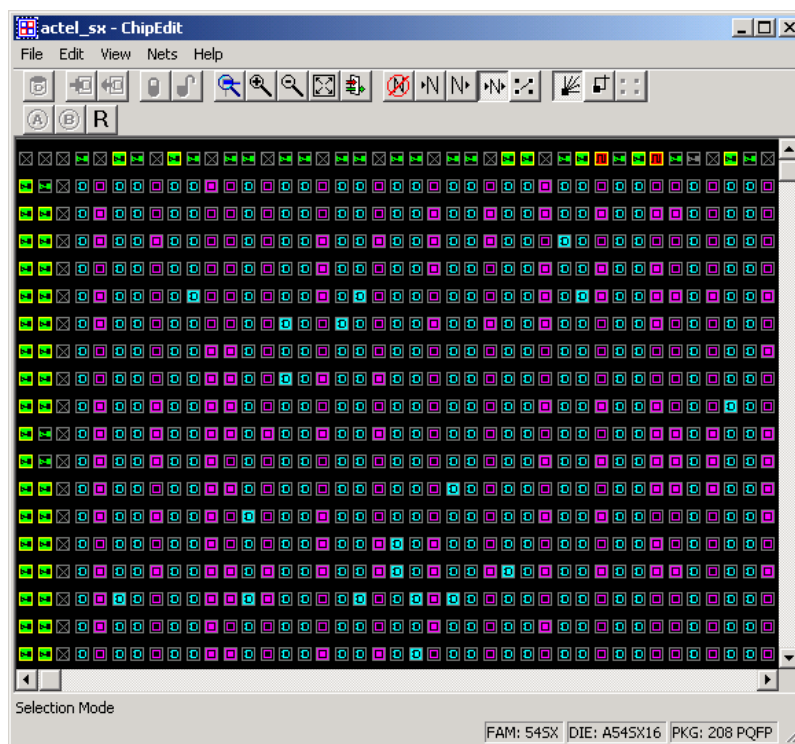 actel_sx - ChipEdit
File Edit View Nets Help
N N N N
A B R
Selection Mode
FAM: 54SX DIE: A54SX16 PKG: 208 PQFP